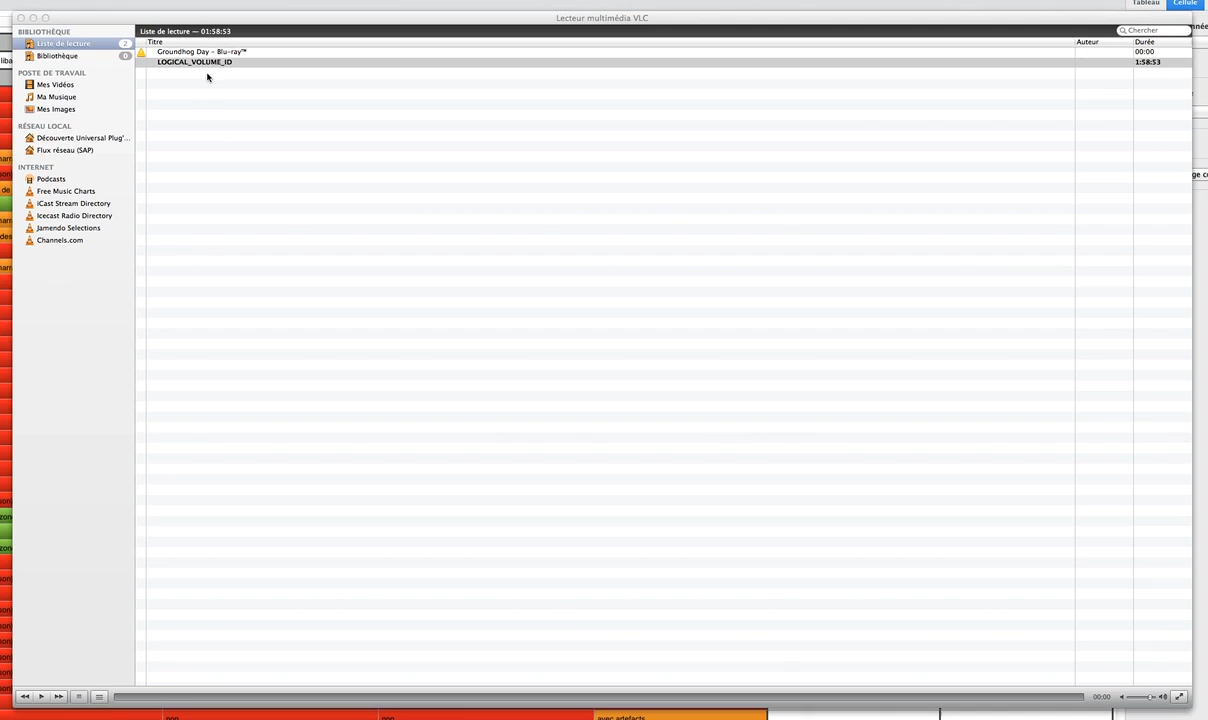 Tableau Cellule
Lecteur multimédia VLC
BIBLIOTHÈQUE
Liste de lecture 2
Bibliothèque 0
POSTE DE TRAVAIL
Mes Vidéos
Ma Musique
Mes Images
RÉSEAU LOCAL
Découverte Universal Plug'...
Flux réseau (SAP)
INTERNET
Podcasts
Free Music Charts
iCast Stream Directory
Icecast Radio Directory
Jamendo Selections
Channels.com
Liste de lecture — 01:58:53
Chercher
Titre Auteur Durée
Groundhog Day - Blu-ray™ 00:00
LOGICAL_VOLUME_ID 1:58:53
00:00
non non avec artefacts